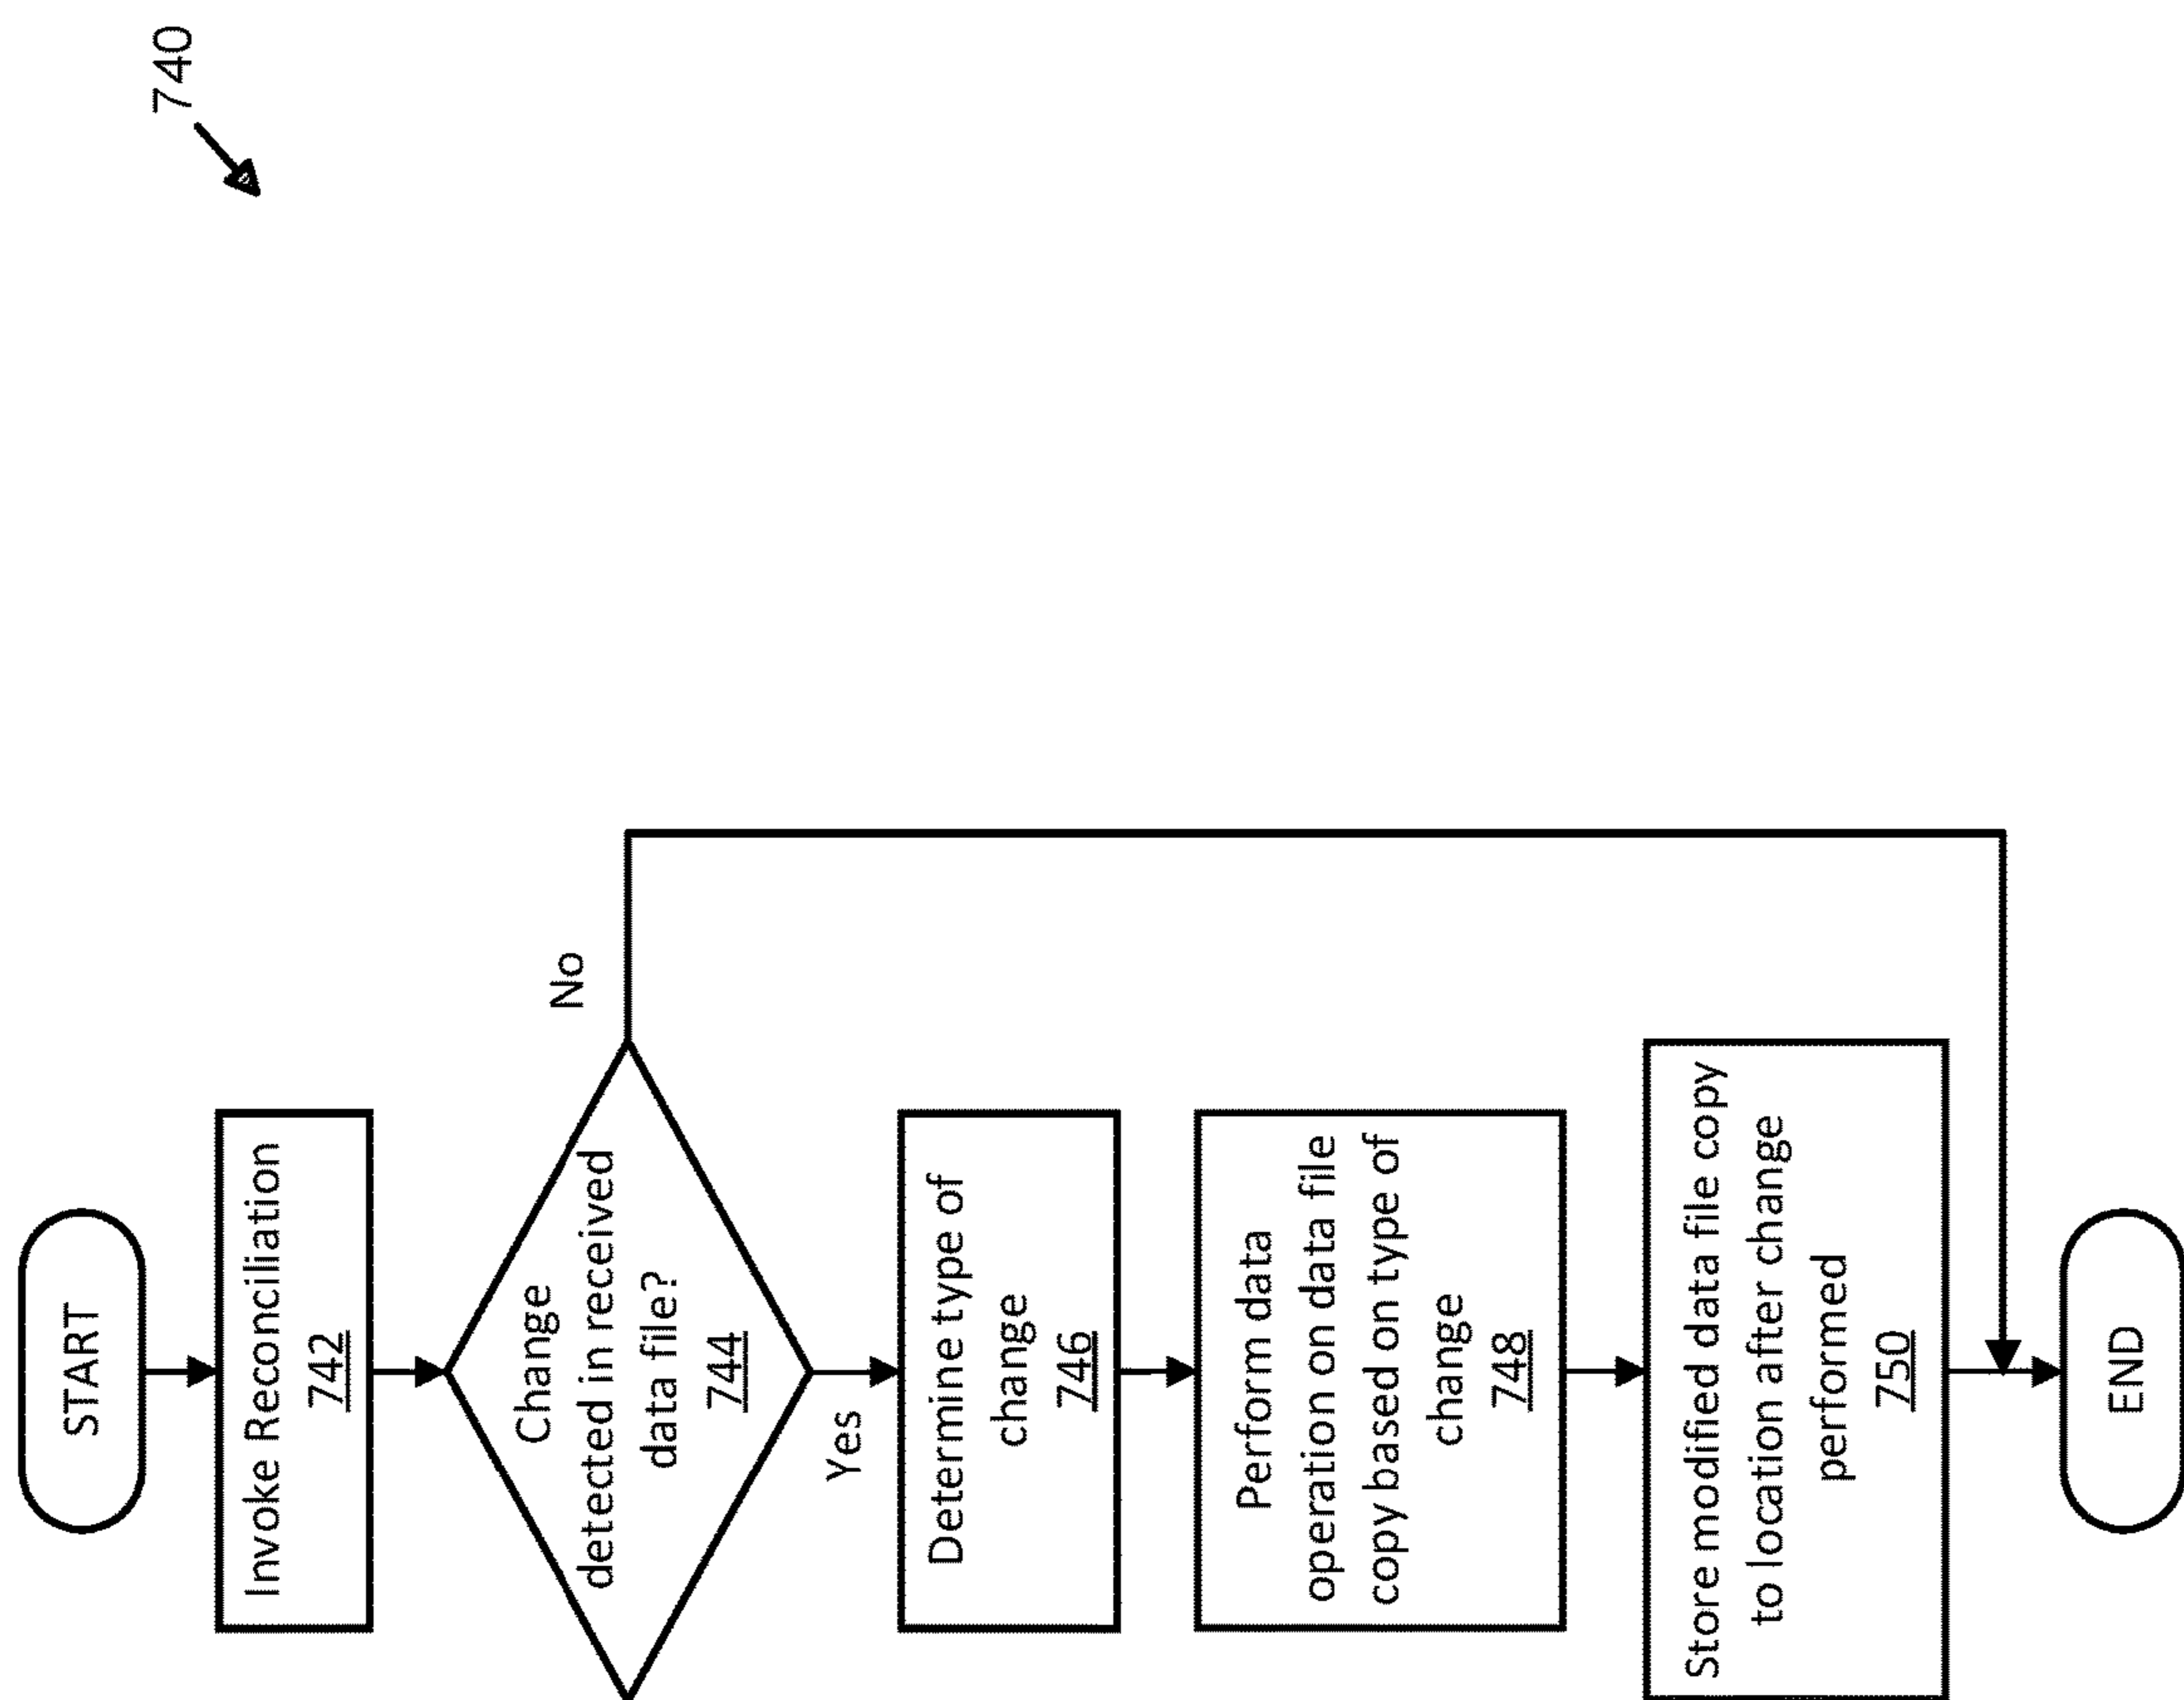 740
START
Invoke Reconciliation
742
Change
detected in received
data file?
744
No
Yes
Determine type of
change
746
Perform data
operation on data file
copy based on type of
change
748
Store modified data file copy
to location after change
performed
750
END